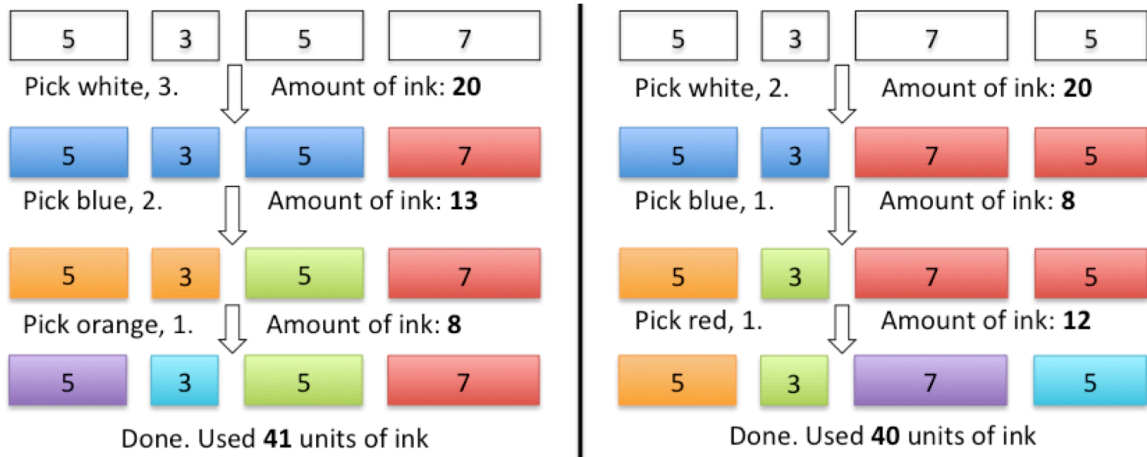 5 3 5 7
Pick white, 3. Amount of ink: 20
5 3 5 7
Pick blue, 2. Amount of ink: 13
5 3 5 7
Pick orange, 1. Amount of ink: 8
5 3 5 7
Done. Used 41 units of ink
5 3 7 5
Pick white, 2. Amount of ink: 20
5 3 7 5
Pick blue, 1. Amount of ink: 8
5 3 7 5
Pick red, 1. Amount of ink: 12
5 3 7 5
Done. Used 40 units of ink